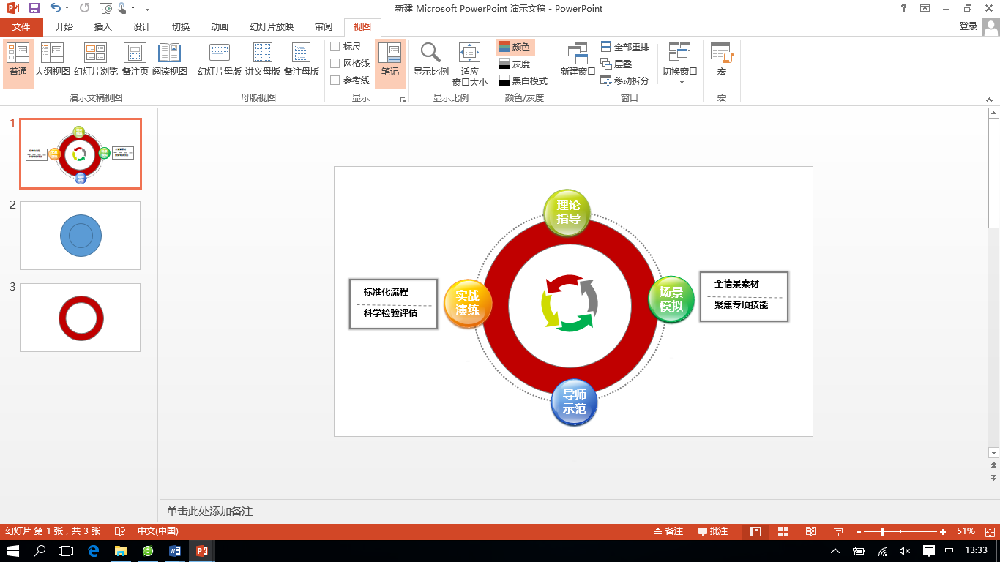 新建 Microsoft PowerPoint 演示文稿 - PowerPoint
文件 开始 插入 设计 切换 动画 幻灯片放映 审阅 视图 登录
普通 大纲视图 幻灯片浏览 备注页 阅读视图
演示文稿视图
幻灯片母版 讲义母版 备注母版
母版视图
标尺
网格线
参考线
笔记
显示
显示比例 适应
窗口大小
显示比例
颜色
灰度
黑白模式
颜色/灰度
新建窗口
全部重排
层叠
移动拆分
切换窗口
窗口
宏
宏
1
2
3
理论
指导
标准化流程
科学检验评估
实战
演练
场景
模拟
全情景素材
聚焦专项技能
导师
示范
单击此处添加备注
幻灯片 第 1 张，共 3 张 中文(中国) 备注 批注 51%
中 13:33